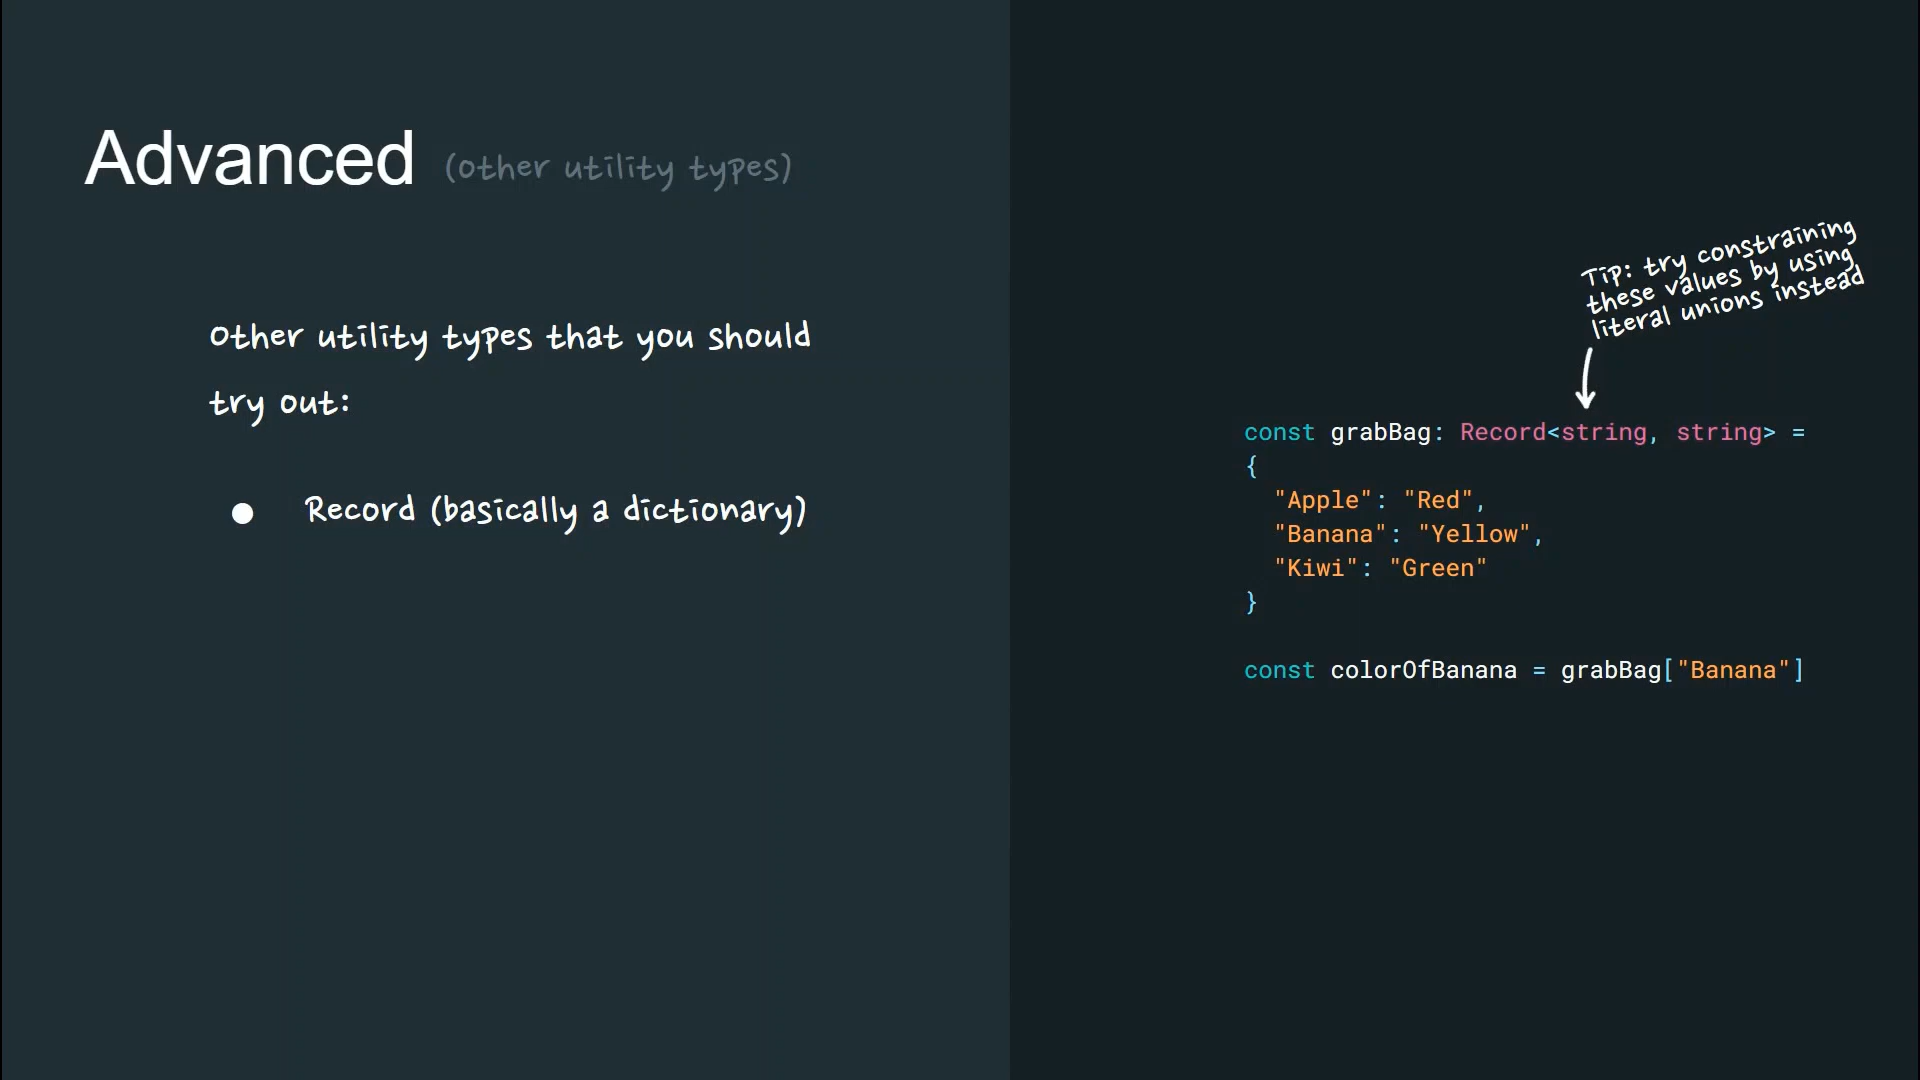 Advanced (other utility types)
Other utility types that you should
try out:
● Record (basically a dictionary)
Tip: try constraining
these values by using
literal unions instead
const grabBag: Record<string, string> =
{
  "Apple": "Red",
  "Banana": "Yellow",
  "Kiwi": "Green"
}
const colorOfBanana = grabBag["Banana"]